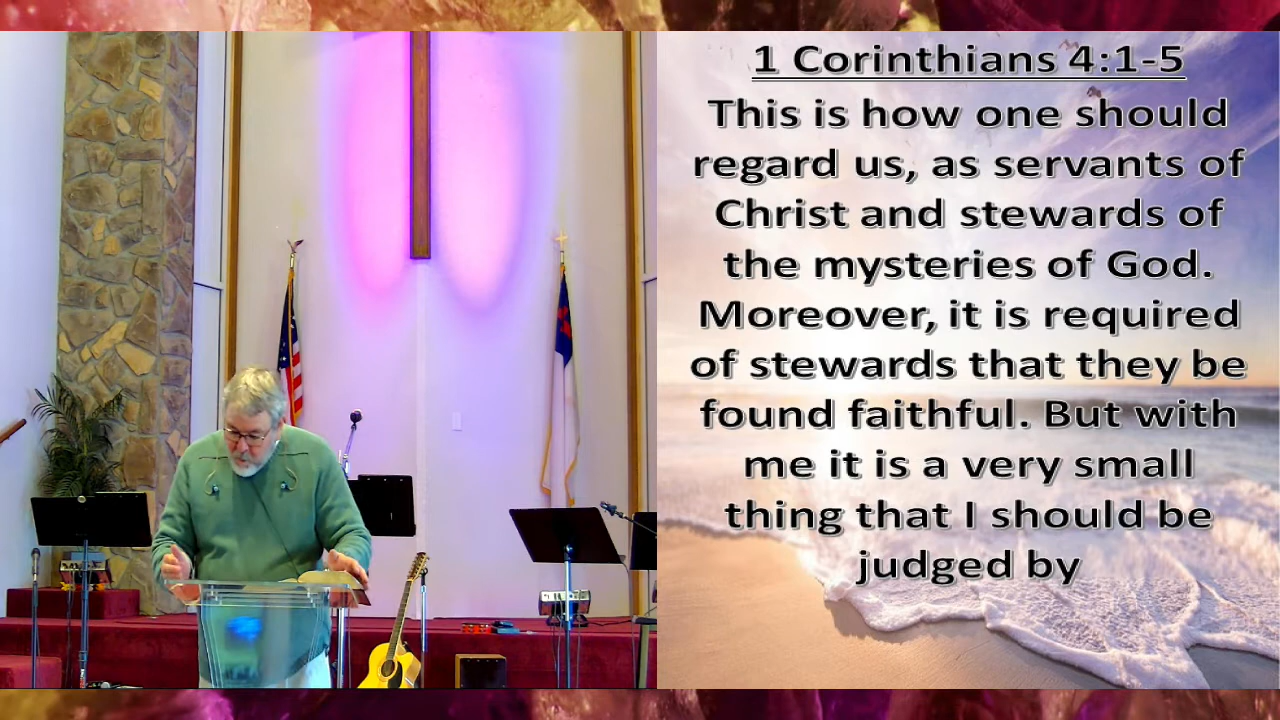 1 Corinthians 4:1-5
This is how one should
regard us, as servants of
Christ and stewards of
the mysteries of God.
Moreover, it is required
of stewards that they be
found faithful. But with
me it is a very small
thing that I should be
judged by